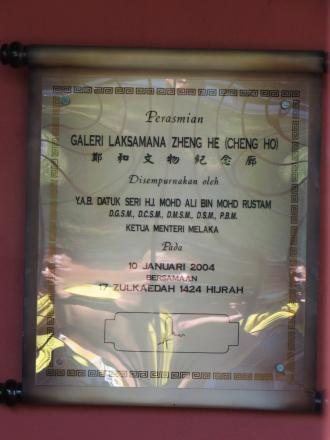 Perasmian
GALERI LAKSAMANA ZHENG HE (CHENG HO)
鄭和文物紀念廊
Disempurnakan oleh
Y.A.B. DATUK SERI HJ. MOHD ALI BIN MOHD RUSTAM
D.G.S.M., D.C.S.M., D.M.S.M., D.S.M., P.B.M.
KETUA MENTERI MELAKA
Pada
10 JANUARI 2004
BERSAMAAN
17 ZULKAEDAH 1424 HIJRAH